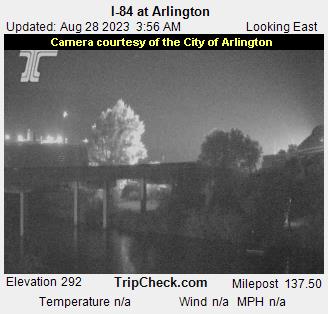 I-84 at Arlington
Updated: Aug 28 2023 3:56 AM Looking East
Camera courtesy of the City of Arlington
Elevation 292 TripCheck.com Milepost 137.50
Temperature n/a Wind n/a MPH n/a